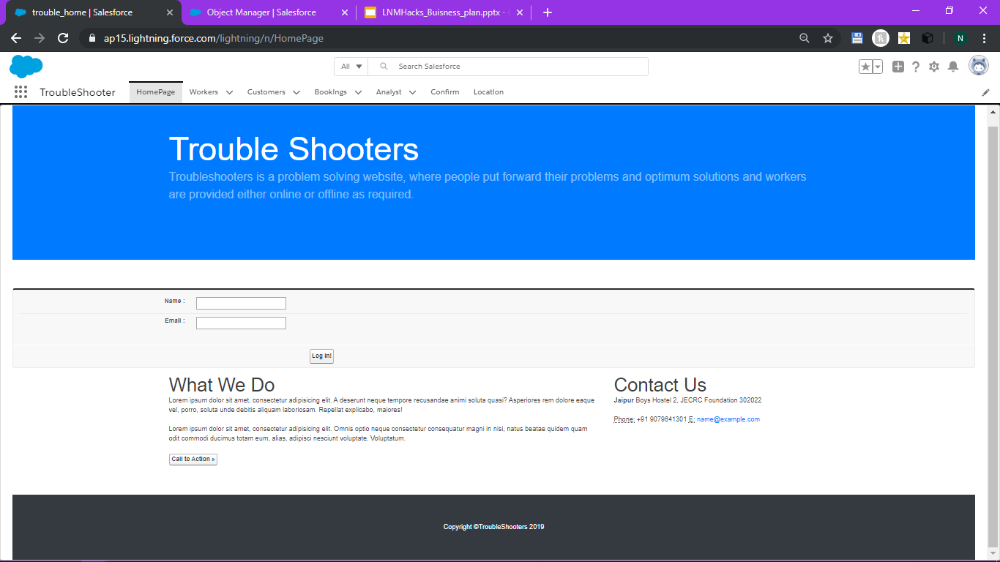 trouble_home | Salesforce
Object Manager | Salesforce
LNMHacks_Buisness_plan.pptx -
ap15.lightning.force.com/lightning/n/HomePage
N
All
Search Salesforce
TroubleShooter HomePage Workers Customers Bookings Analyst Confirm Location
Trouble Shooters
Troubleshooters is a problem solving website, where people put forward their problems and optimum solutions and workers
are provided either online or offline as required.
Name :
Email :
Log In!
What We Do
Lorem ipsum dolor sit amet, consectetur adipisicing elit. A deserunt neque tempore recusandae animi soluta quasi? Asperiores rem dolore eaque
vel, porro, soluta unde debitis aliquam laboriosam. Repellat explicabo, maiores!
Lorem ipsum dolor sit amet, consectetur adipisicing elit. Omnis optio neque consectetur consequatur magni in nisi, natus beatae quidem quam
odit commodi ducimus totam eum, alias, adipisci nesciunt voluptate. Voluptatum.
Call to Action »
Contact Us
Jaipur Boys Hostel 2, JECRC Foundation 302022
Phone: +91 9079641301 E: name@example.com
Copyright ©TroubleShooters 2019